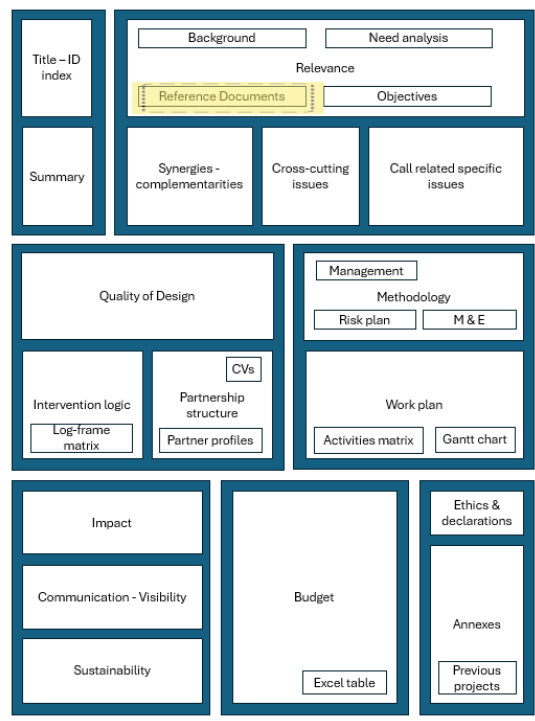 Title – ID
index
Summary
Background
Need analysis
Relevance
Reference Documents
Objectives
Synergies -
complementarities
Cross-cutting
issues
Call related specific
issues
Quality of Design
Intervention logic
Log-frame
matrix
CVs
Partnership
structure
Partner profiles
Management
Methodology
Risk plan
M & E
Work plan
Activities matrix
Gantt chart
Impact
Communication - Visibility
Sustainability
Budget
Excel table
Ethics &
declarations
Annexes
Previous
projects